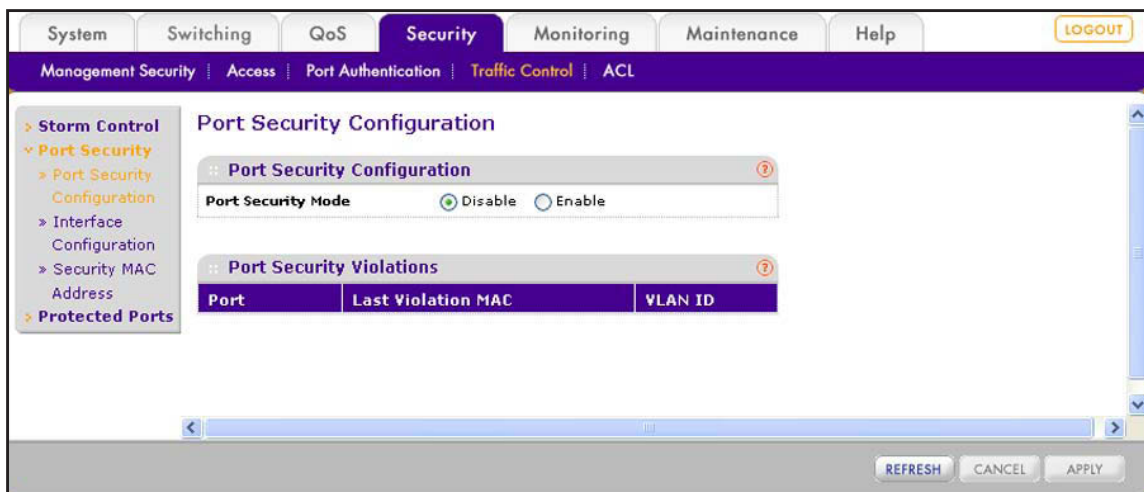 System Switching QoS Security Monitoring Maintenance Help LOGOUT
Management Security Access Port Authentication Traffic Control ACL
Storm Control
Port Security
» Port Security
Configuration
» Interface
Configuration
» Security MAC
Address
Protected Ports
Port Security Configuration
Port Security Configuration ?
Port Security Mode Disable Enable
Port Security Violations ?
Port Last Violation MAC VLAN ID
REFRESH CANCEL APPLY